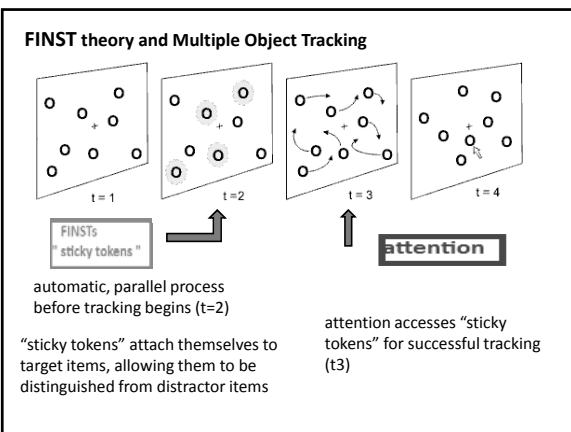 FINST theory and Multiple Object Tracking
t = 1
t =2
t = 3
t = 4
FINSTs
" sticky tokens "
attention
automatic, parallel process
before tracking begins (t=2)
"sticky tokens" attach themselves to
target items, allowing them to be
distinguished from distractor items
attention accesses "sticky
tokens" for successful tracking
(t3)